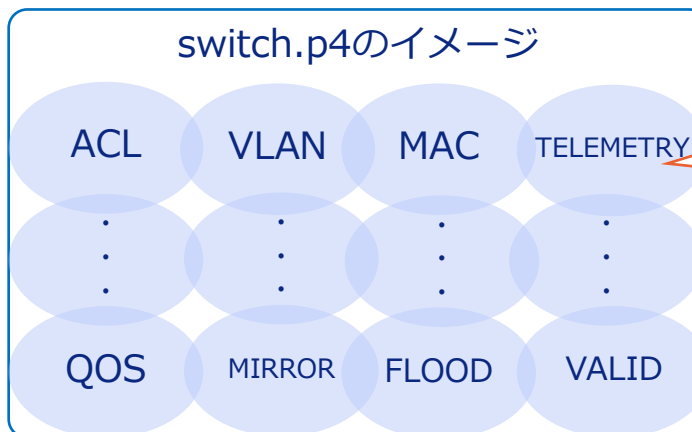 switch.p4のイメージ
ACL VLAN MAC TELEMETRY
・ ・ ・ ・
・ ・ ・ ・
・ ・ ・ ・
QOS MIRROR FLOOD VALID